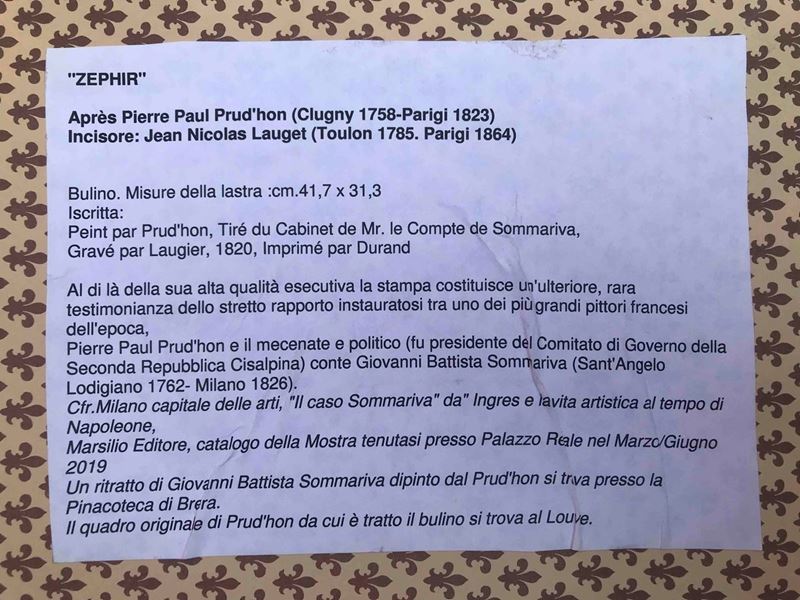 "ZEPHIR"
Après Pierre Paul Prud'hon (Clugny 1758-Parigi 1823)
Incisore: Jean Nicolas Lauget (Toulon 1785. Parigi 1864)
Bulino. Misure della lastra :cm.41,7 x 31,3
Iscritta:
Peint par Prud'hon, Tiré du Cabinet de Mr. le Compte de Sommariva,
Gravé par Laugier, 1820, Imprimé par Durand
Al di là della sua alta qualità esecutiva la stampa costituisce un'ulteriore, rara
testimonianza dello stretto rapporto instauratosi tra uno dei più grandi pittori francesi
dell'epoca,
Pierre Paul Prud'hon e il mecenate e politico (fu presidente del Comitato di Governo della
Seconda Repubblica Cisalpina) conte Giovanni Battista Sommariva (Sant'Angelo
Lodigiano 1762- Milano 1826).
Cfr.Milano capitale delle arti, "Il caso Sommariva" da" Ingres e lavita artistica al tempo di
Napoleone,
Marsilio Editore, catalogo della Mostra tenutasi presso Palazzo Reale nel Marzo/Giugno
2019
Un ritratto di Giovanni Battista Sommariva dipinto dal Prud'hon si trova presso la
Pinacoteca di Brera.
Il quadro originale di Prud'hon da cui è tratto il bulino si trova al Louvre.